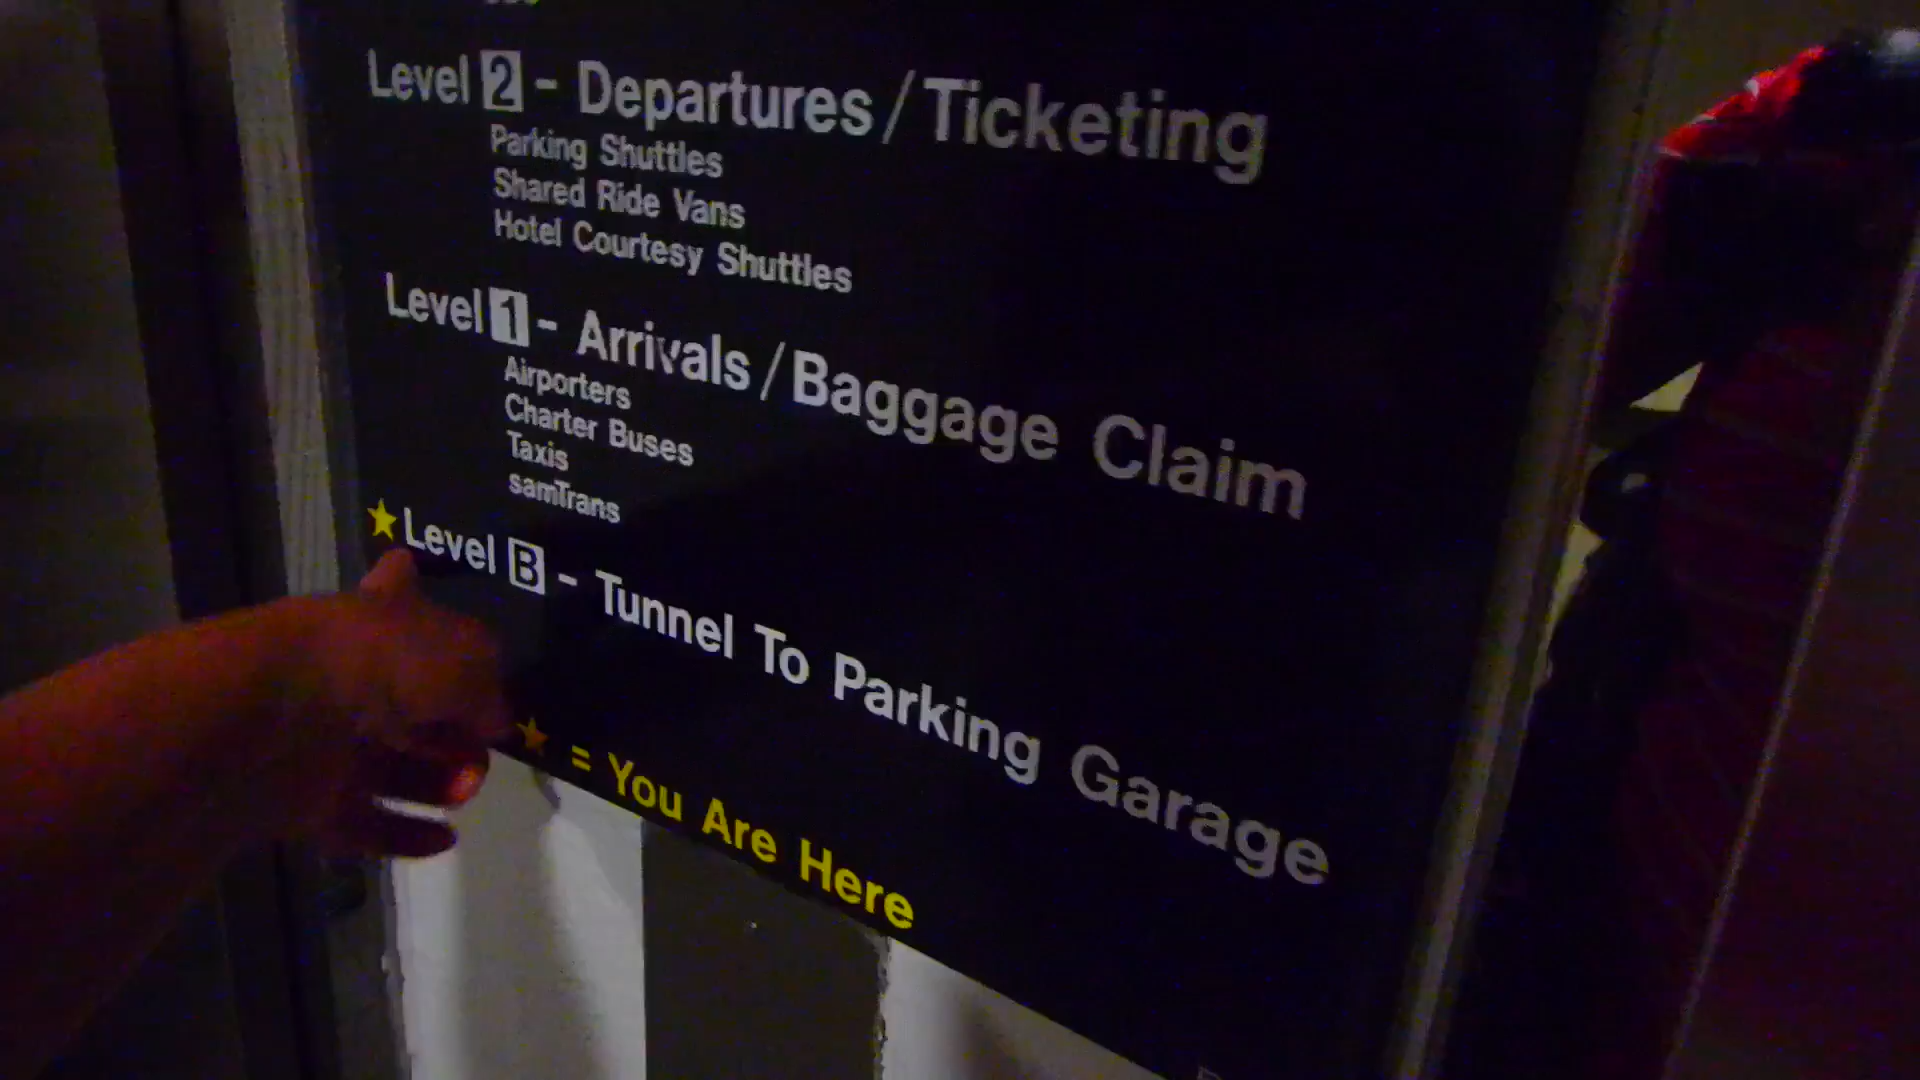 Level 2 - Departures / Ticketing
Parking Shuttles
Shared Ride Vans
Hotel Courtesy Shuttles
Level 1 - Arrivals / Baggage Claim
Airporters
Charter Buses
Taxis
samTrans
★ Level B - Tunnel To Parking Garage
★ = You Are Here